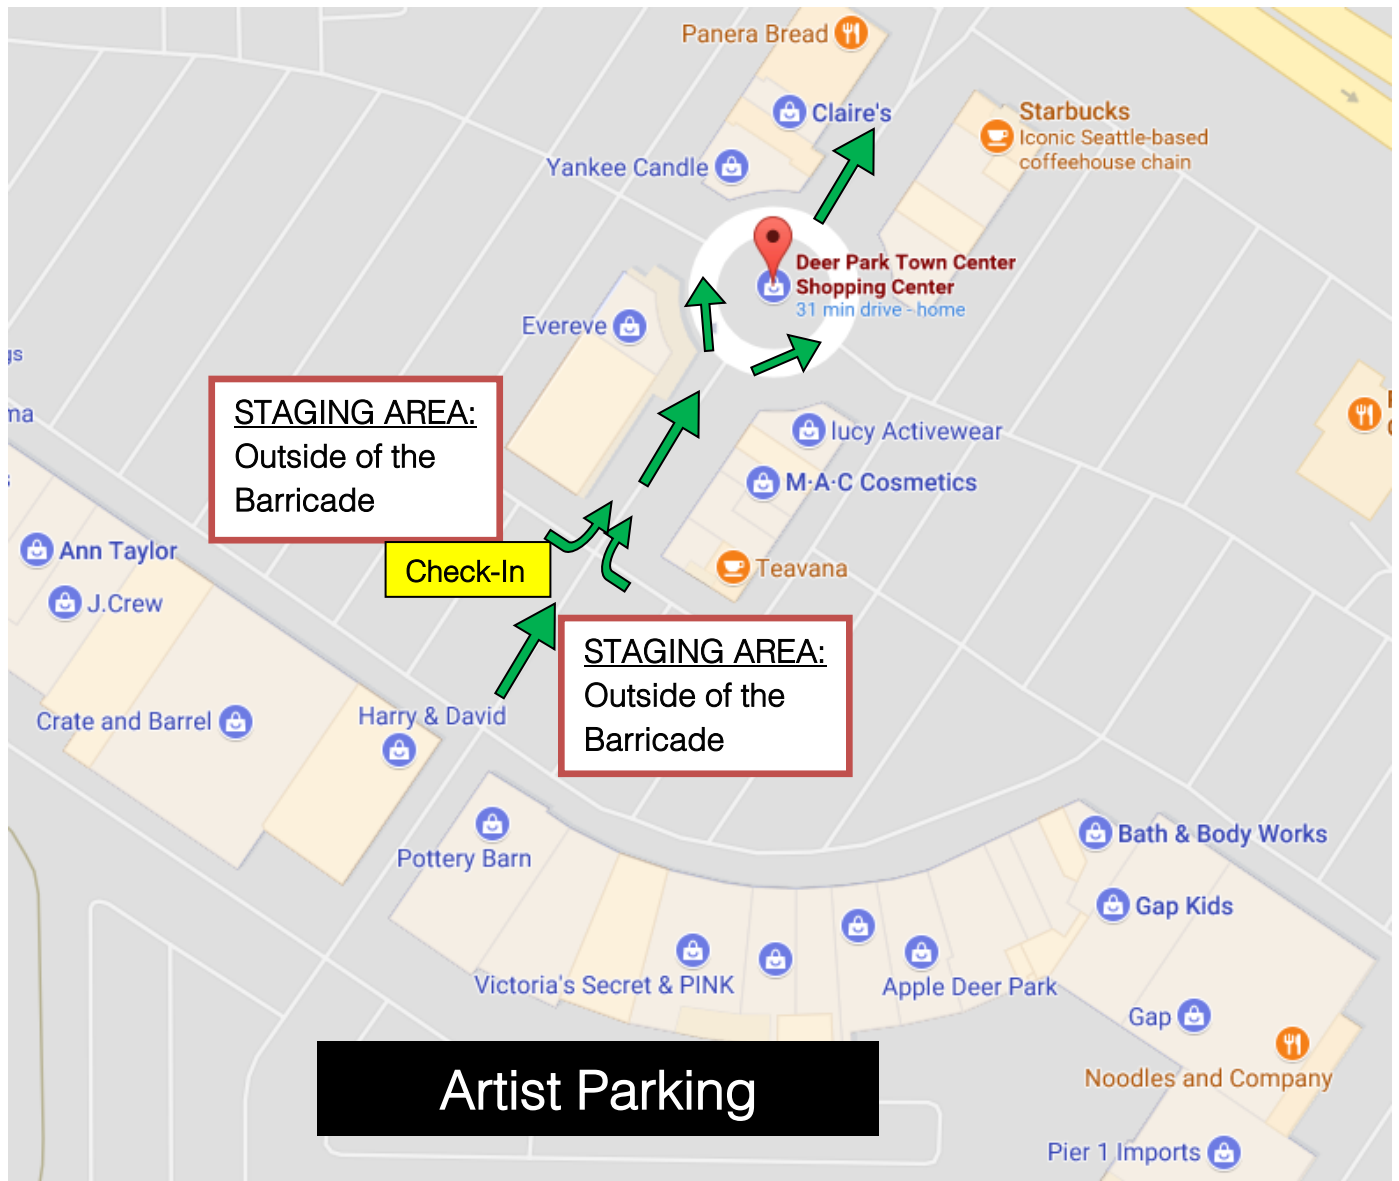 Panera Bread
Claire's
Starbucks
Iconic Seattle-based
coffeehouse chain
Yankee Candle
Deer Park Town Center
Shopping Center
31 min drive - home
Evereve
gs
ma
STAGING AREA:
Outside of the
Barricade
lucy Activewear
M·A·C Cosmetics
Ann Taylor
Check-In
Teavana
J.Crew
STAGING AREA:
Outside of the
Barricade
Crate and Barrel
Harry & David
Pottery Barn
Bath & Body Works
Gap Kids
Victoria's Secret & PINK
Apple Deer Park
Gap
Noodles and Company
Artist Parking
Pier 1 Imports